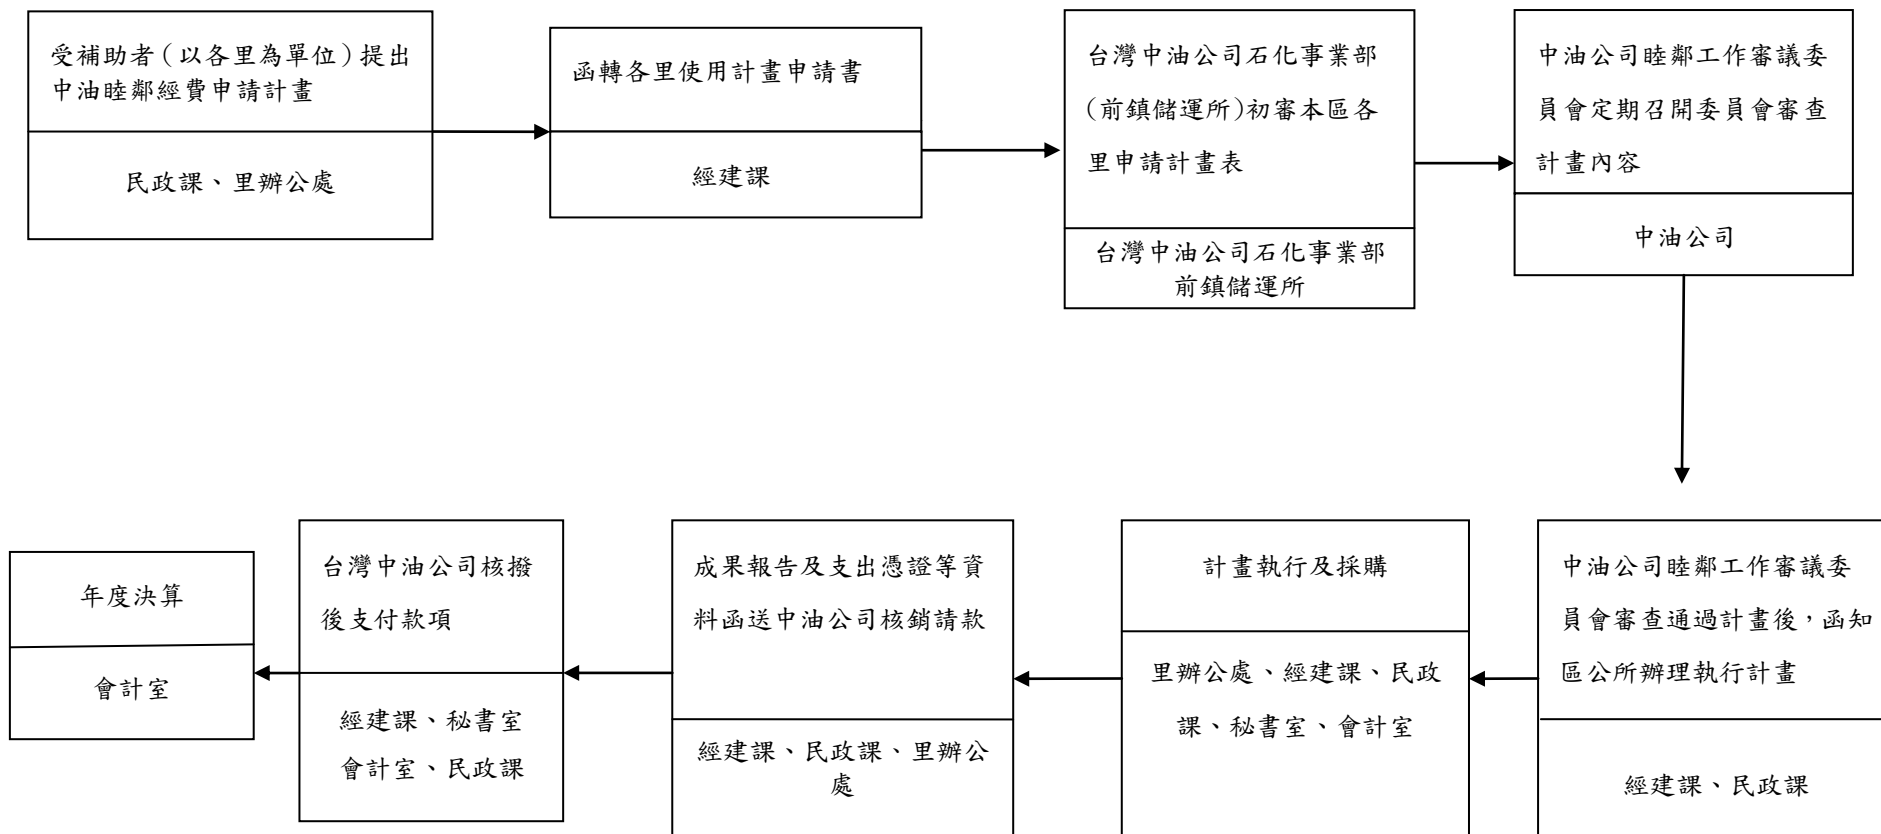 受補助者（以各里為單位）提出
中油睦鄰經費申請計畫
民政課、里辦公處
函轉各里使用計畫申請書
經建課
台灣中油公司石化事業部
(前鎮儲運所)初審本區各
里申請計畫表
台灣中油公司石化事業部
前鎮儲運所
中油公司睦鄰工作審議委
員會定期召開委員會審查
計畫內容
中油公司
中油公司睦鄰工作審議委
員會審查通過計畫後，函知
區公所辦理執行計畫
經建課、民政課
計畫執行及採購
里辦公處、經建課、民政
課、秘書室、會計室
成果報告及支出憑證等資
料函送中油公司核銷請款
經建課、民政課、里辦公
處
台灣中油公司核撥
後支付款項
經建課、秘書室
會計室、民政課
年度決算
會計室